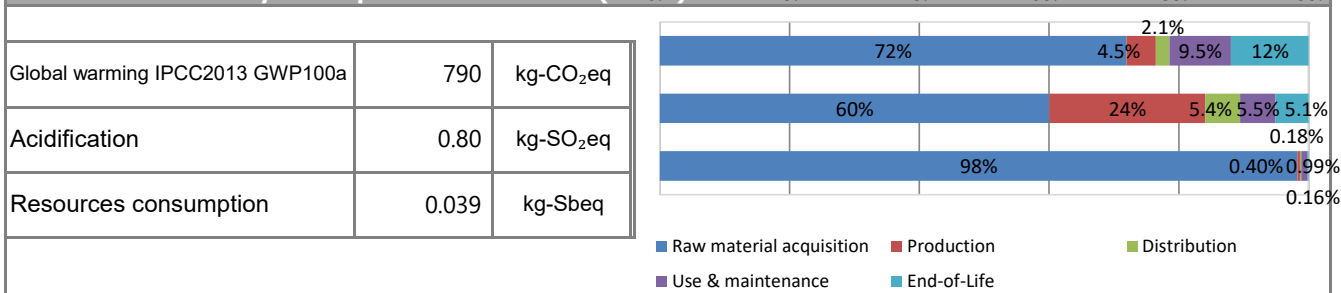 2.1%
72% 4.5% 9.5% 12%
Global warming IPCC2013 GWP100a 790 kg-CO₂eq
60% 24% 5.4% 5.5% 5.1%
Acidification 0.80 kg-SO₂eq
0.18%
98% 0.40% 0.99%
Resources consumption 0.039 kg-Sbeq
0.16%
Raw material acquisition Production Distribution
Use & maintenance End-of-Life